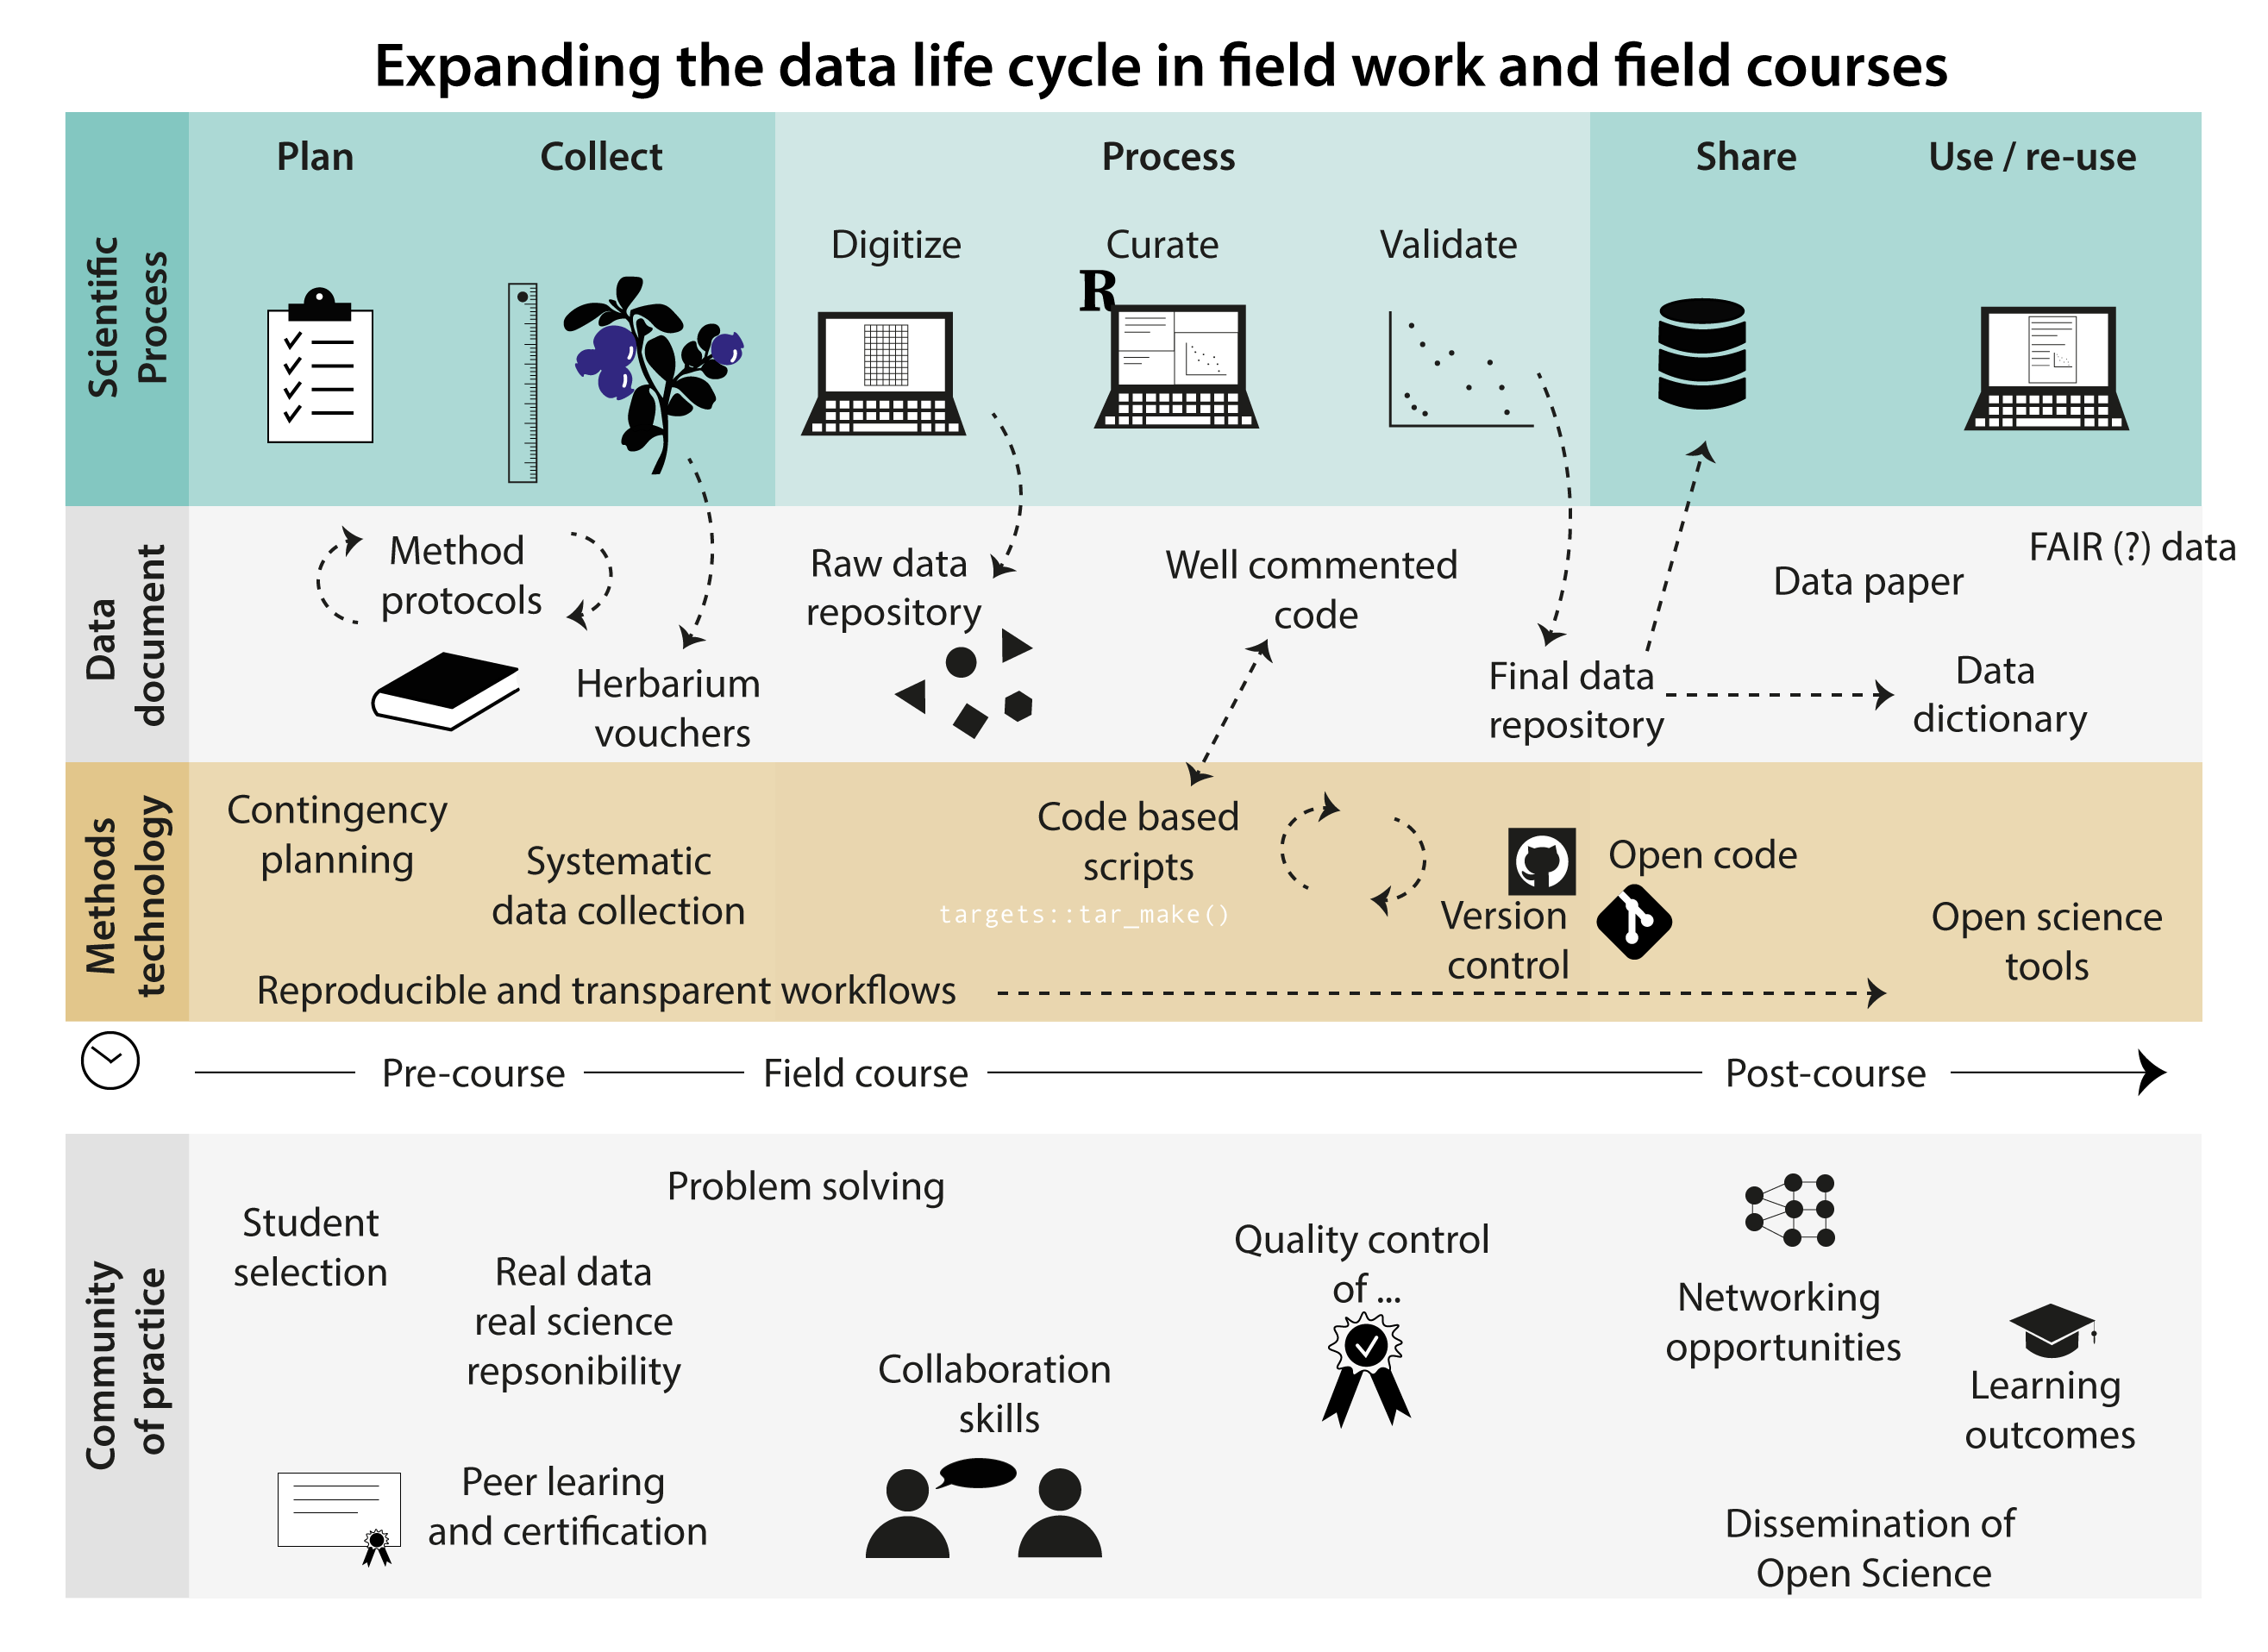 Expanding the data life cycle in field work and field courses
Scientific
Process
Plan
Collect
Process
Share
Use / re-use
Digitize
Curate
Validate
R
Data
document
Method
protocols
Herbarium
vouchers
Raw data
repository
Well commented
code
Final data
repository
Data paper
FAIR (?) data
Data
dictionary
Methods
technology
Contingency
planning
Systematic
data collection
Code based
scripts
targets::tar_make()
Version
control
Open code
Open science
tools
Reproducible and transparent workflows
Pre-course
Field course
Post-course
Community
of practice
Student
selection
Problem solving
Real data
real science
repsonibility
Peer learing
and certification
Collaboration
skills
Quality control
of ...
Networking
opportunities
Learning
outcomes
Dissemination of
Open Science